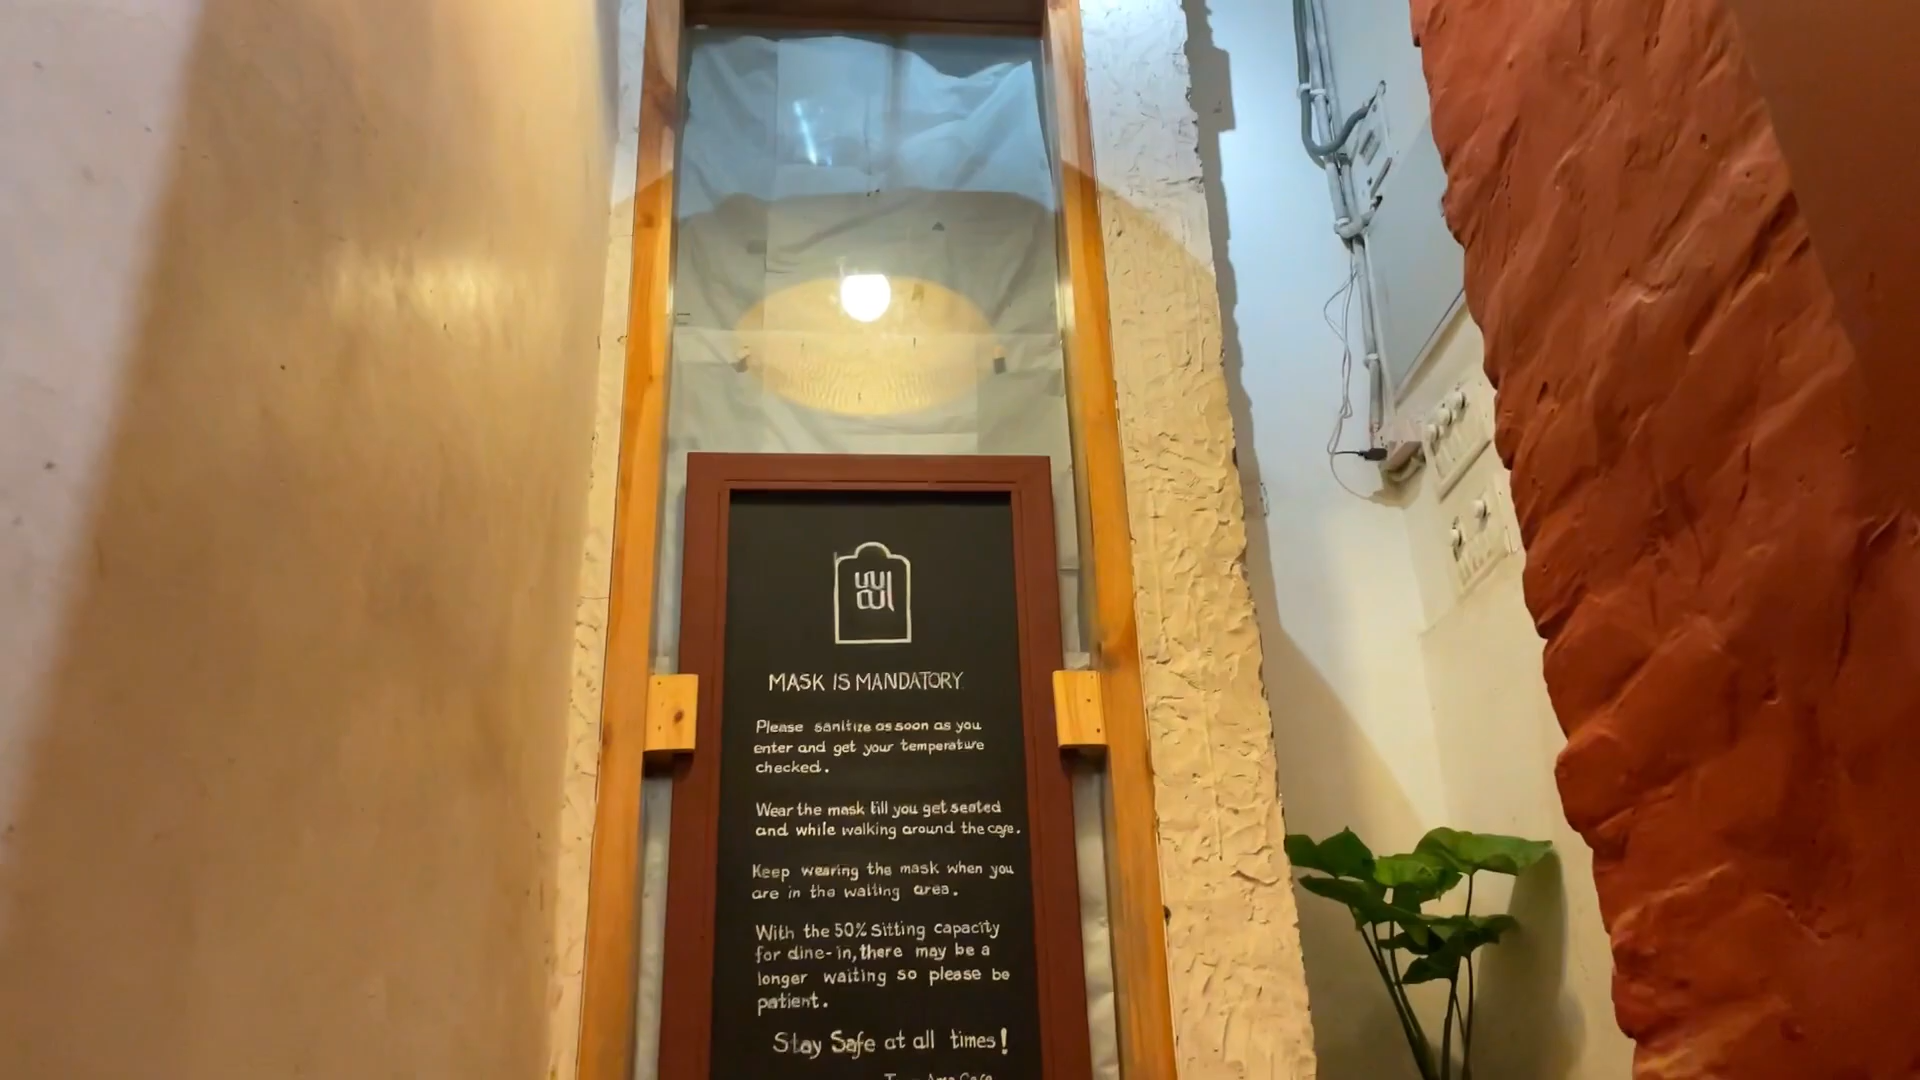 MASK IS MANDATORY
Please sanitize as soon as you
enter and get your temperature
checked.
Wear the mask till you get seated
and while walking around the cafe.
Keep wearing the mask when you
are in the waiting area.
With the 50% sitting capacity
for dine-in, there may be a
longer waiting so please be
patient.
Stay Safe at all times!